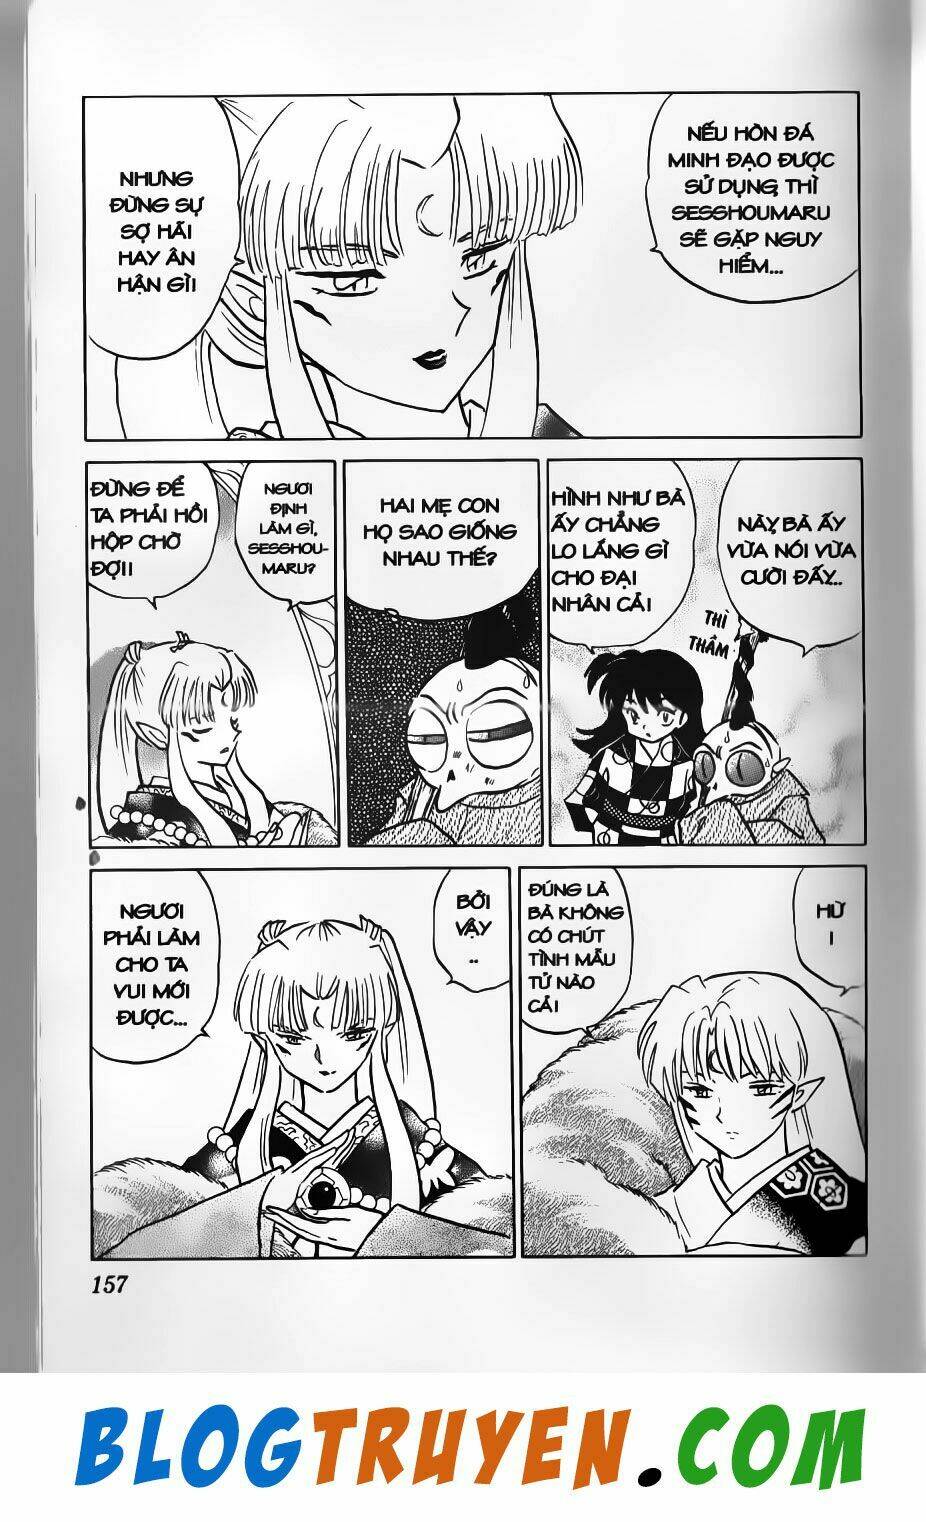 NẾU HÒN ĐÁ
MINH ĐẠO ĐƯỢC
SỬ DỤNG, THÌ
SESSHOUMARU
SẼ GẶP NGUY
HIỂM...
NHƯNG
ĐỪNG SỰ
SỢ HÃI
HAY ÂN
HẬN GÌ!
NÀY, BÀ ẤY
VỪA NÓI VỪA
CƯỜI ĐẤY...
THÌ
THẦM
HÌNH NHƯ BÀ
ẤY CHẲNG
LO LẮNG GÌ
CHO ĐẠI
NHÂN CẢ!
HAI MẸ CON
HỌ SAO GIỐNG
NHAU THẾ?
NGƯƠI
ĐỊNH
LÀM GÌ,
SESSHOU-
MARU?
ĐỪNG ĐỂ
TA PHẢI HỒI
HỘP CHỜ
ĐỢI!
HỪ
!
ĐÚNG LÀ
BÀ KHÔNG
CÓ CHÚT
TÌNH MẪU
TỬ NÀO
CẢ!
BỞI
VẬY
..
NGƯƠI
PHẢI LÀM
CHO TA
VUI MỚI
ĐƯỢC...
157
BLOGTRUYEN.COM